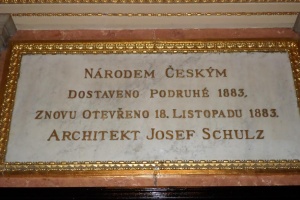 Národem Českým
Dostaveno Podruhé 1883,
Znovu Otevřeno 18. Listopadu 1883.
Architekt Josef Schulz